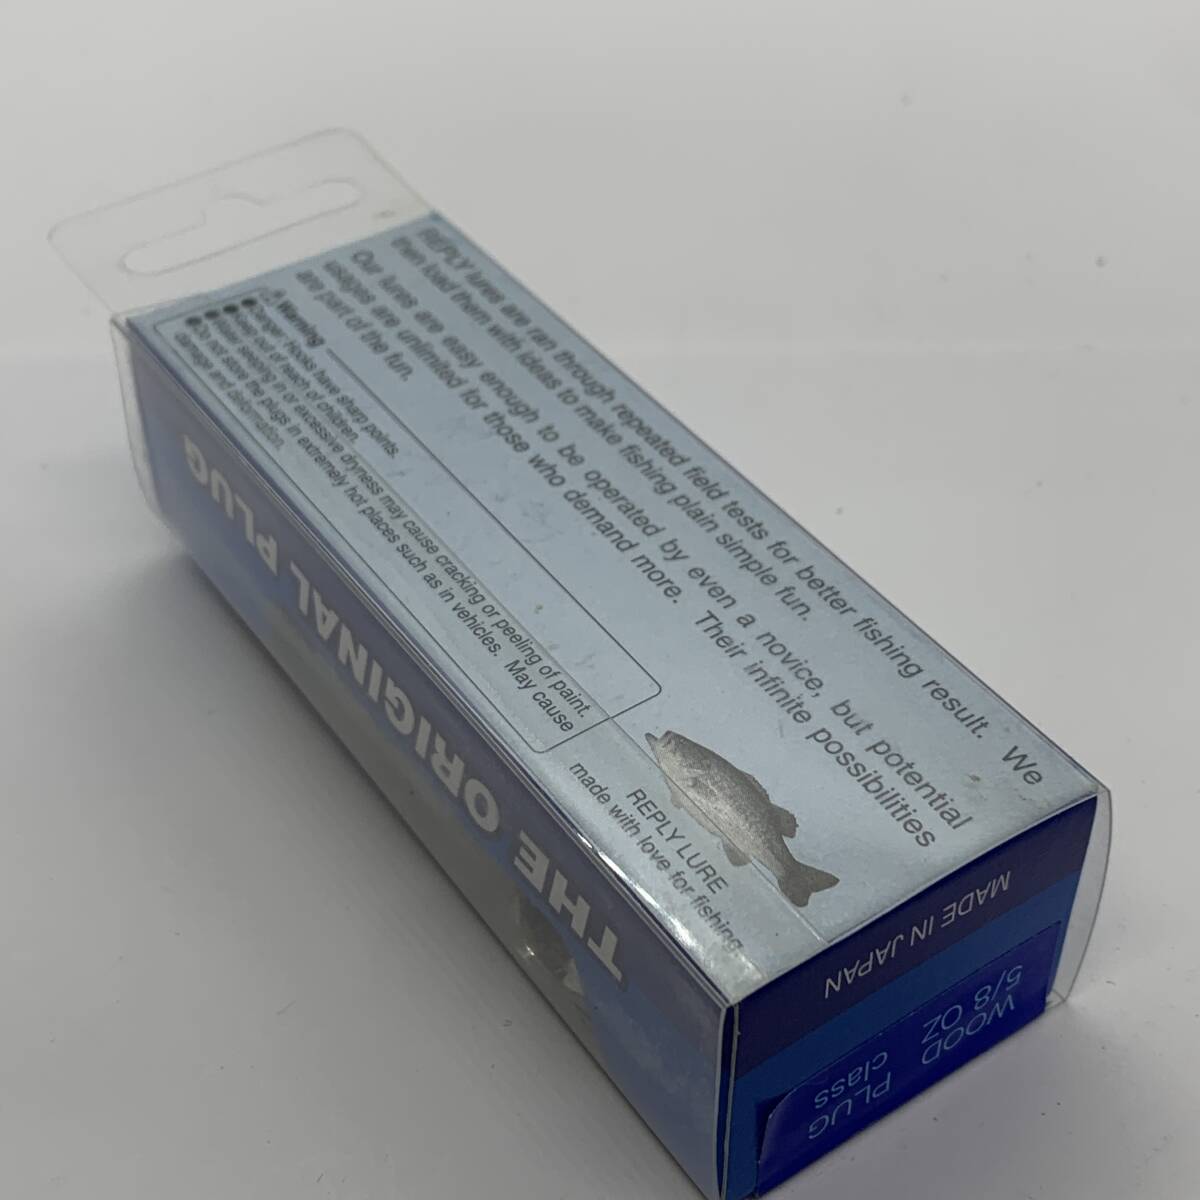 REPLY lures are ran through repeated field tests for better fishing result. We
then load them with ideas to make fishing plain simple fun.
Our lures are easy enough to be operated by even a novice, but potential
usages are unlimited for those who demand more. Their infinite possibilities
are part of the fun.
⚠ Warning
●Danger: Hooks have sharp points.
●Keep out of reach of children.
●Water seeping in or excessive dryness may cause cracking or peeling of paint.
●Do not store the plugs in extremely hot places such as in vehicles. May cause
damage and deformation.
REPLY LURE
made with love for fishing
THE ORIGINAL PLUG
MADE IN JAPAN
WOOD PLUG
5/8 OZ class